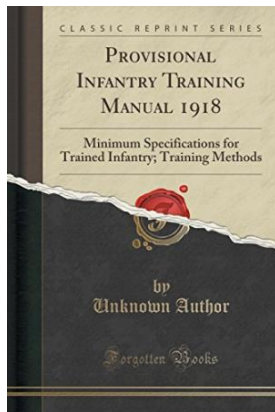 CLASSIC REPRINT SERIES
PROVISIONAL
INFANTRY TRAINING
MANUAL 1918
Minimum Specifications for
Trained Infantry; Training Methods
by
Unknown Author
Forgotten Books